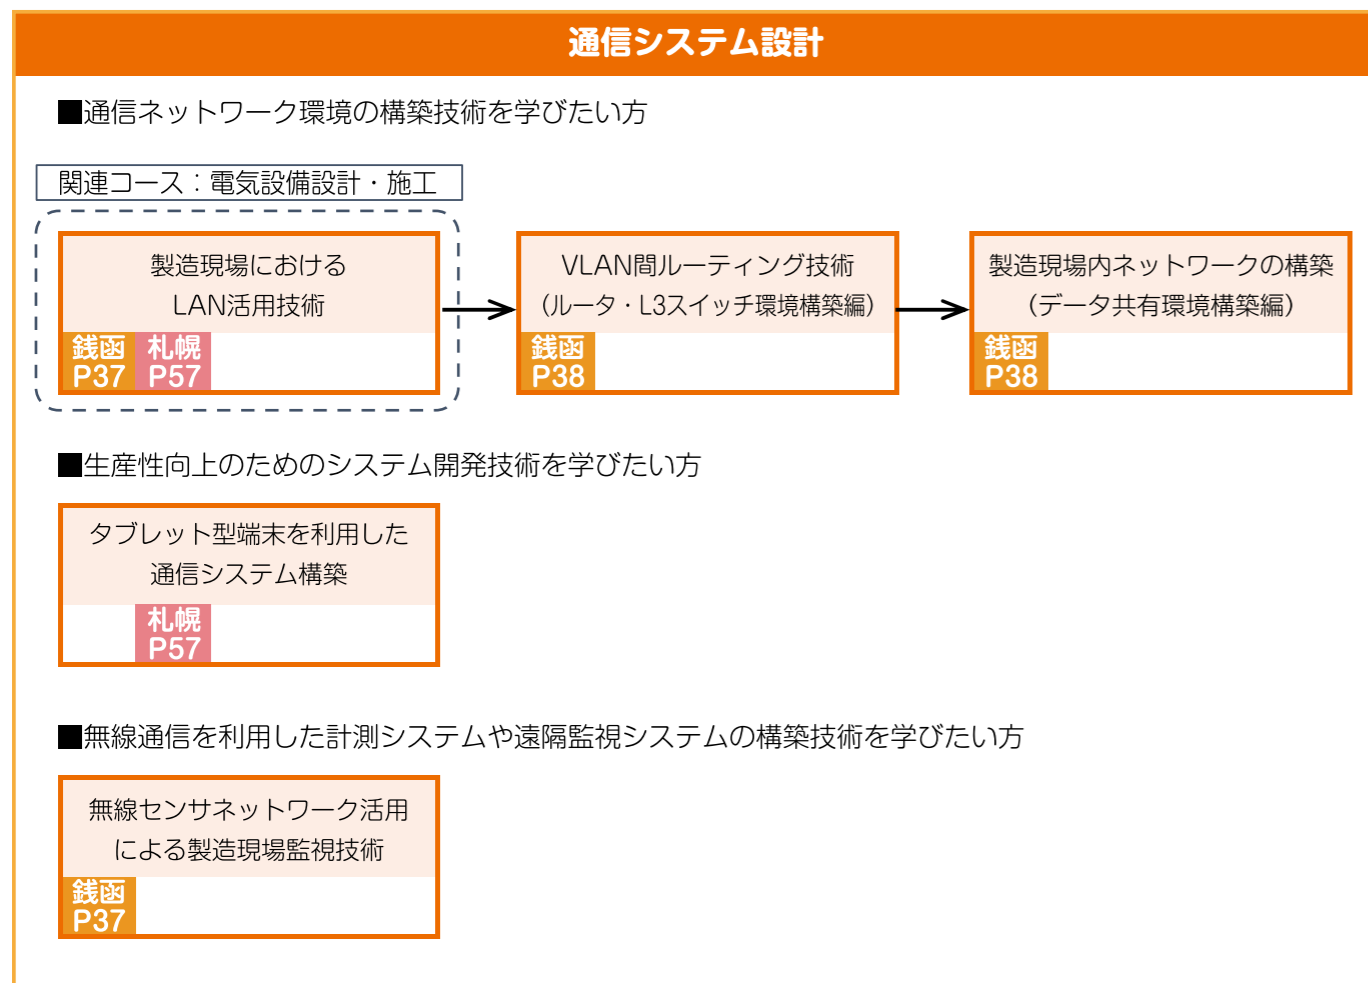 通信システム設計
■通信ネットワーク環境の構築技術を学びたい方
関連コース：電気設備設計・施工
製造現場における
LAN活用技術
銭函
P37
札幌
P57
VLAN間ルーティング技術
（ルータ・L3スイッチ環境構築編）
銭函
P38
製造現場内ネットワークの構築
（データ共有環境構築編）
銭函
P38
■生産性向上のためのシステム開発技術を学びたい方
タブレット型端末を利用した
通信システム構築
札幌
P57
■無線通信を利用した計測システムや遠隔監視システムの構築技術を学びたい方
無線センサネットワーク活用
による製造現場監視技術
銭函
P37